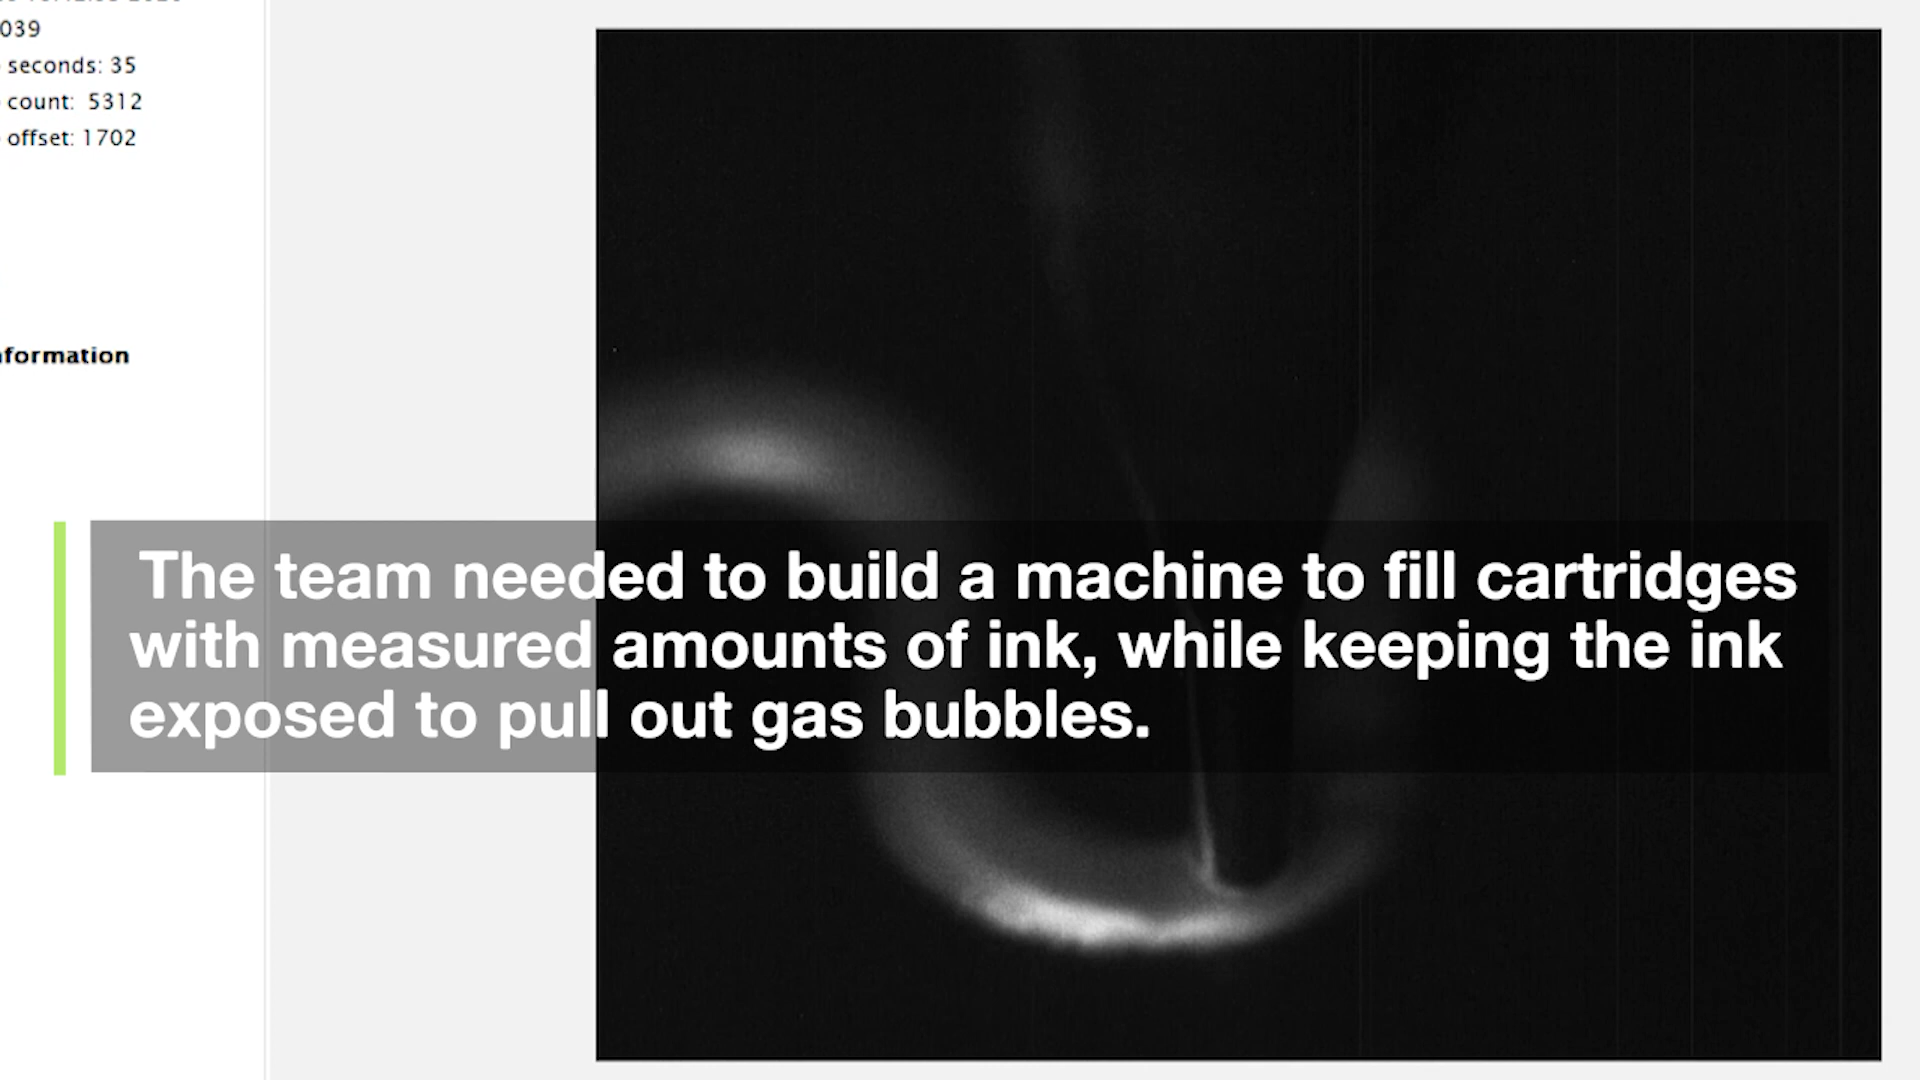 039
seconds: 35
count: 5312
offset: 1702
nformation
The team needed to build a machine to fill cartridges
with measured amounts of ink, while keeping the ink
exposed to pull out gas bubbles.